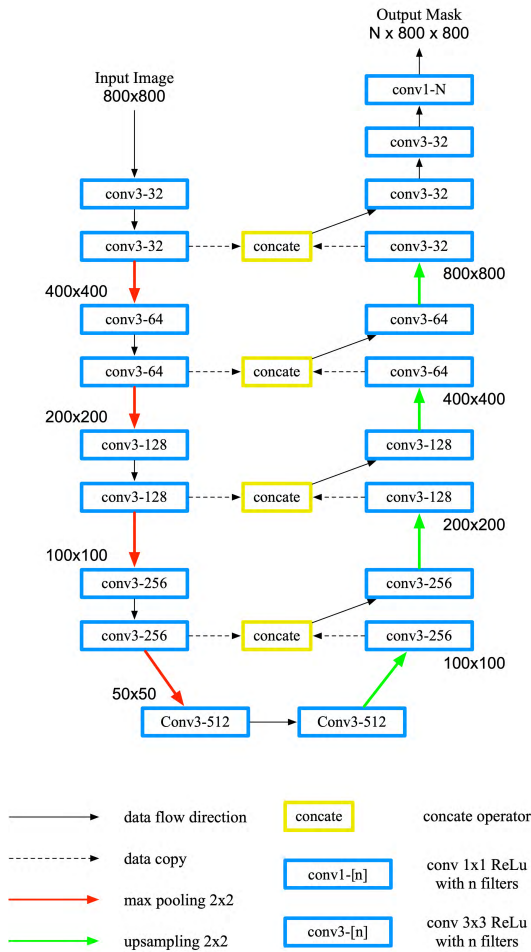 Output Mask
N x 800 x 800
Input Image
800x800
conv1-N
conv3-32
conv3-32
conv3-32
conv3-32
concate
conv3-32
400x400
800x800
conv3-64
conv3-64
conv3-64
concate
conv3-64
200x200
400x400
conv3-128
conv3-128
conv3-128
concate
conv3-128
100x100
200x200
conv3-256
conv3-256
conv3-256
concate
conv3-256
50x50
100x100
Conv3-512
Conv3-512
data flow direction
concate
concate operator
data copy
conv1-[n]
conv 1x1 ReLu
with n filters
max pooling 2x2
conv3-[n]
conv 3x3 ReLu
with n filters
upsampling 2x2